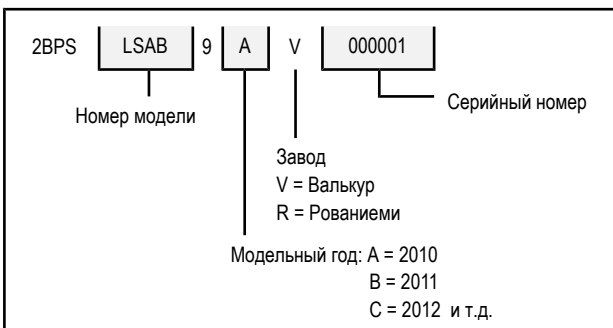 2BPS LSAB 9 A V 000001
Номер модели
Серийный номер
Завод
V = Валькур
R = Рованиеми
Модельный год: A = 2010
B = 2011
C = 2012 и т.д.